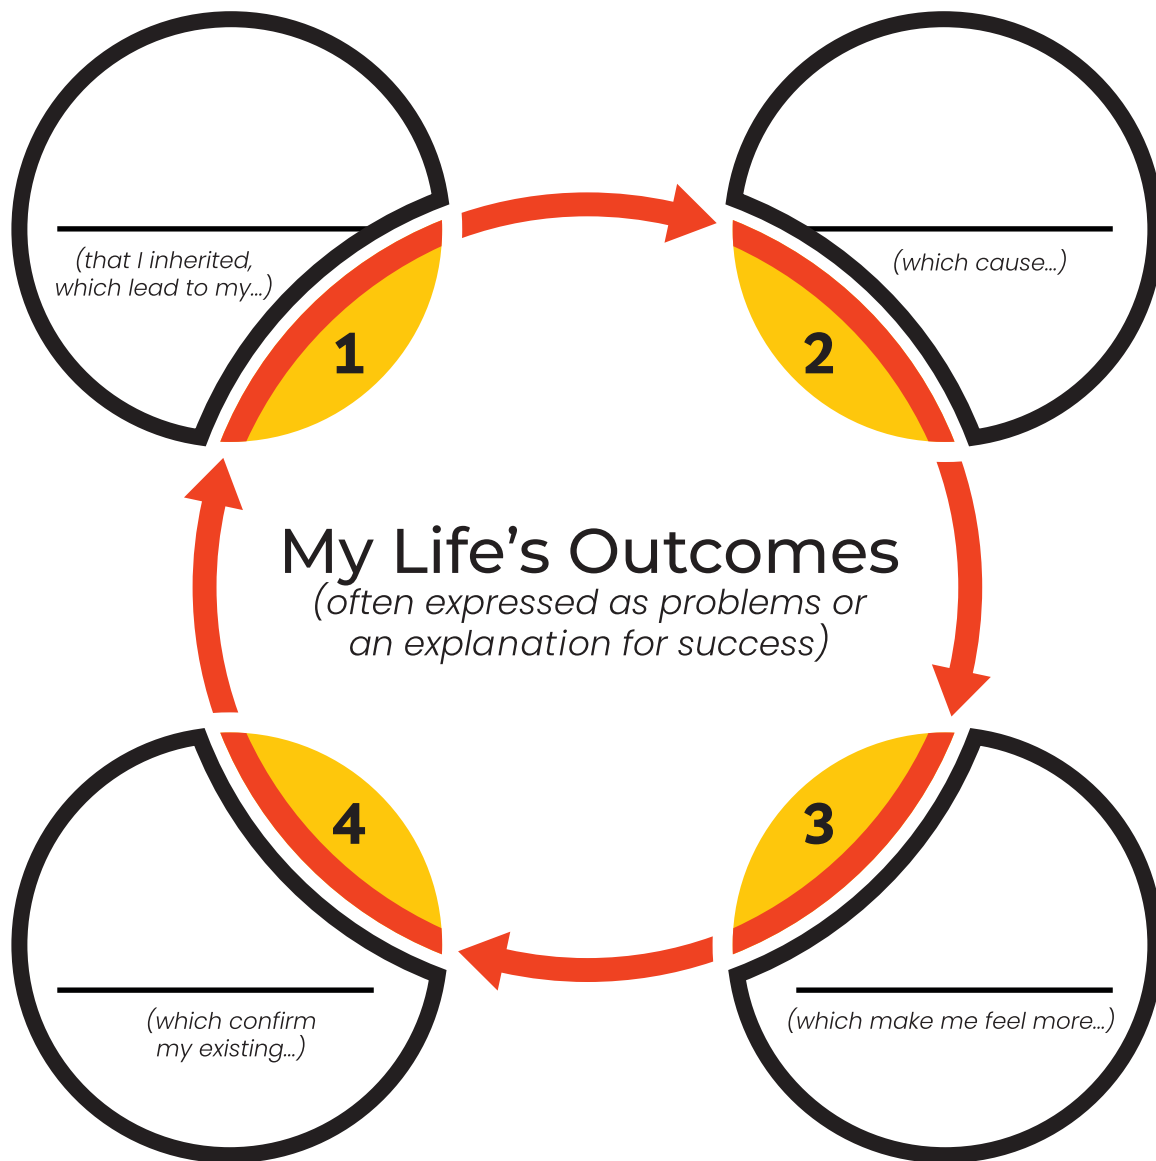 (that I inherited,
which lead to my...)
1
(which cause...)
2
My Life’s Outcomes
(often expressed as problems or
an explanation for success)
3
(which make me feel more...)
4
(which confirm
my existing...)